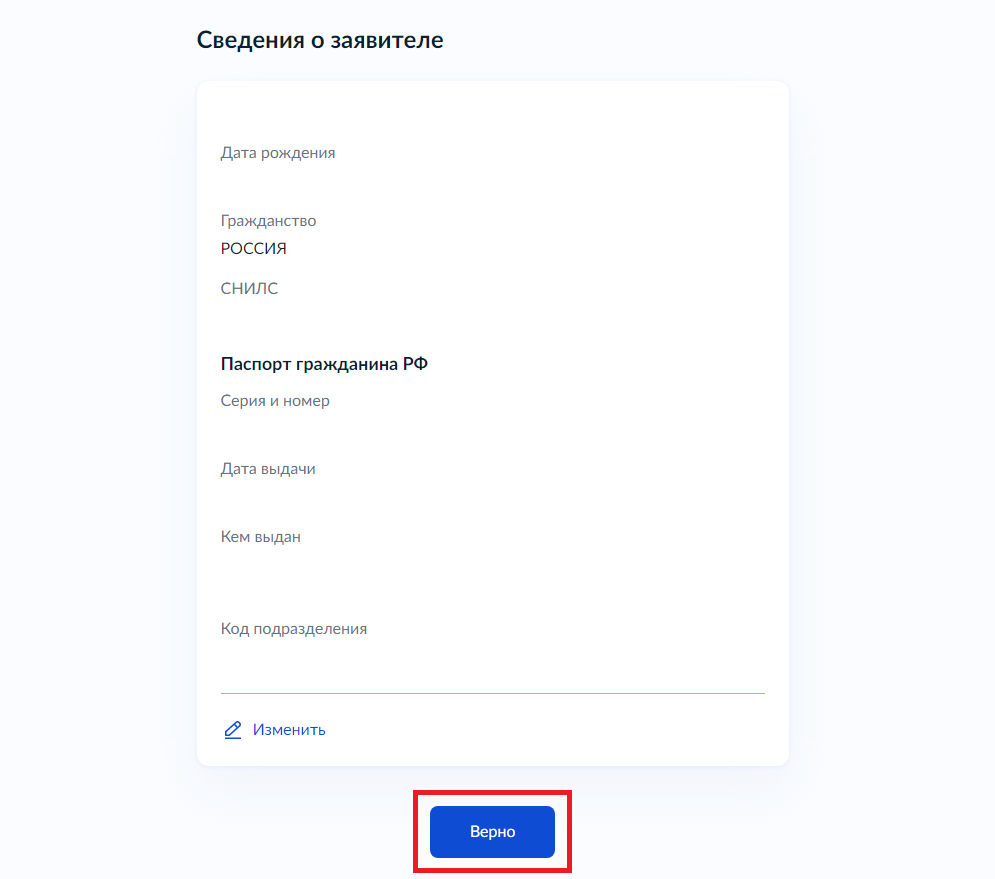 Сведения о заявителе
Дата рождения
Гражданство
РОССИЯ
СНИЛС
Паспорт гражданина РФ
Серия и номер
Дата выдачи
Кем выдан
Код подразделения
Изменить
Верно